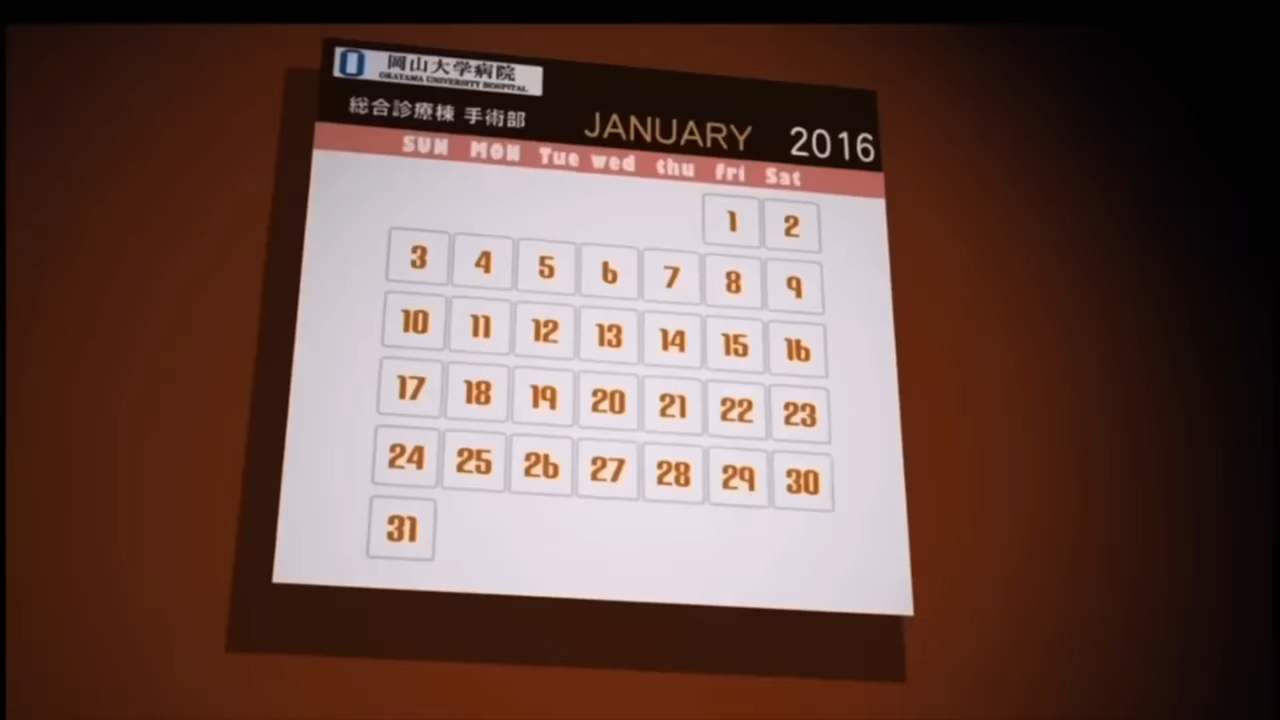 岡山大学病院
OKAYAMA UNIVERSITY HOSPITAL
総合診療棟 手術部
JANUARY 2016
SUN MON Tue wed thu fri Sat
1 2
3 4 5 6 7 8 9
10 11 12 13 14 15 16
17 18 19 20 21 22 23
24 25 26 27 28 29 30
31